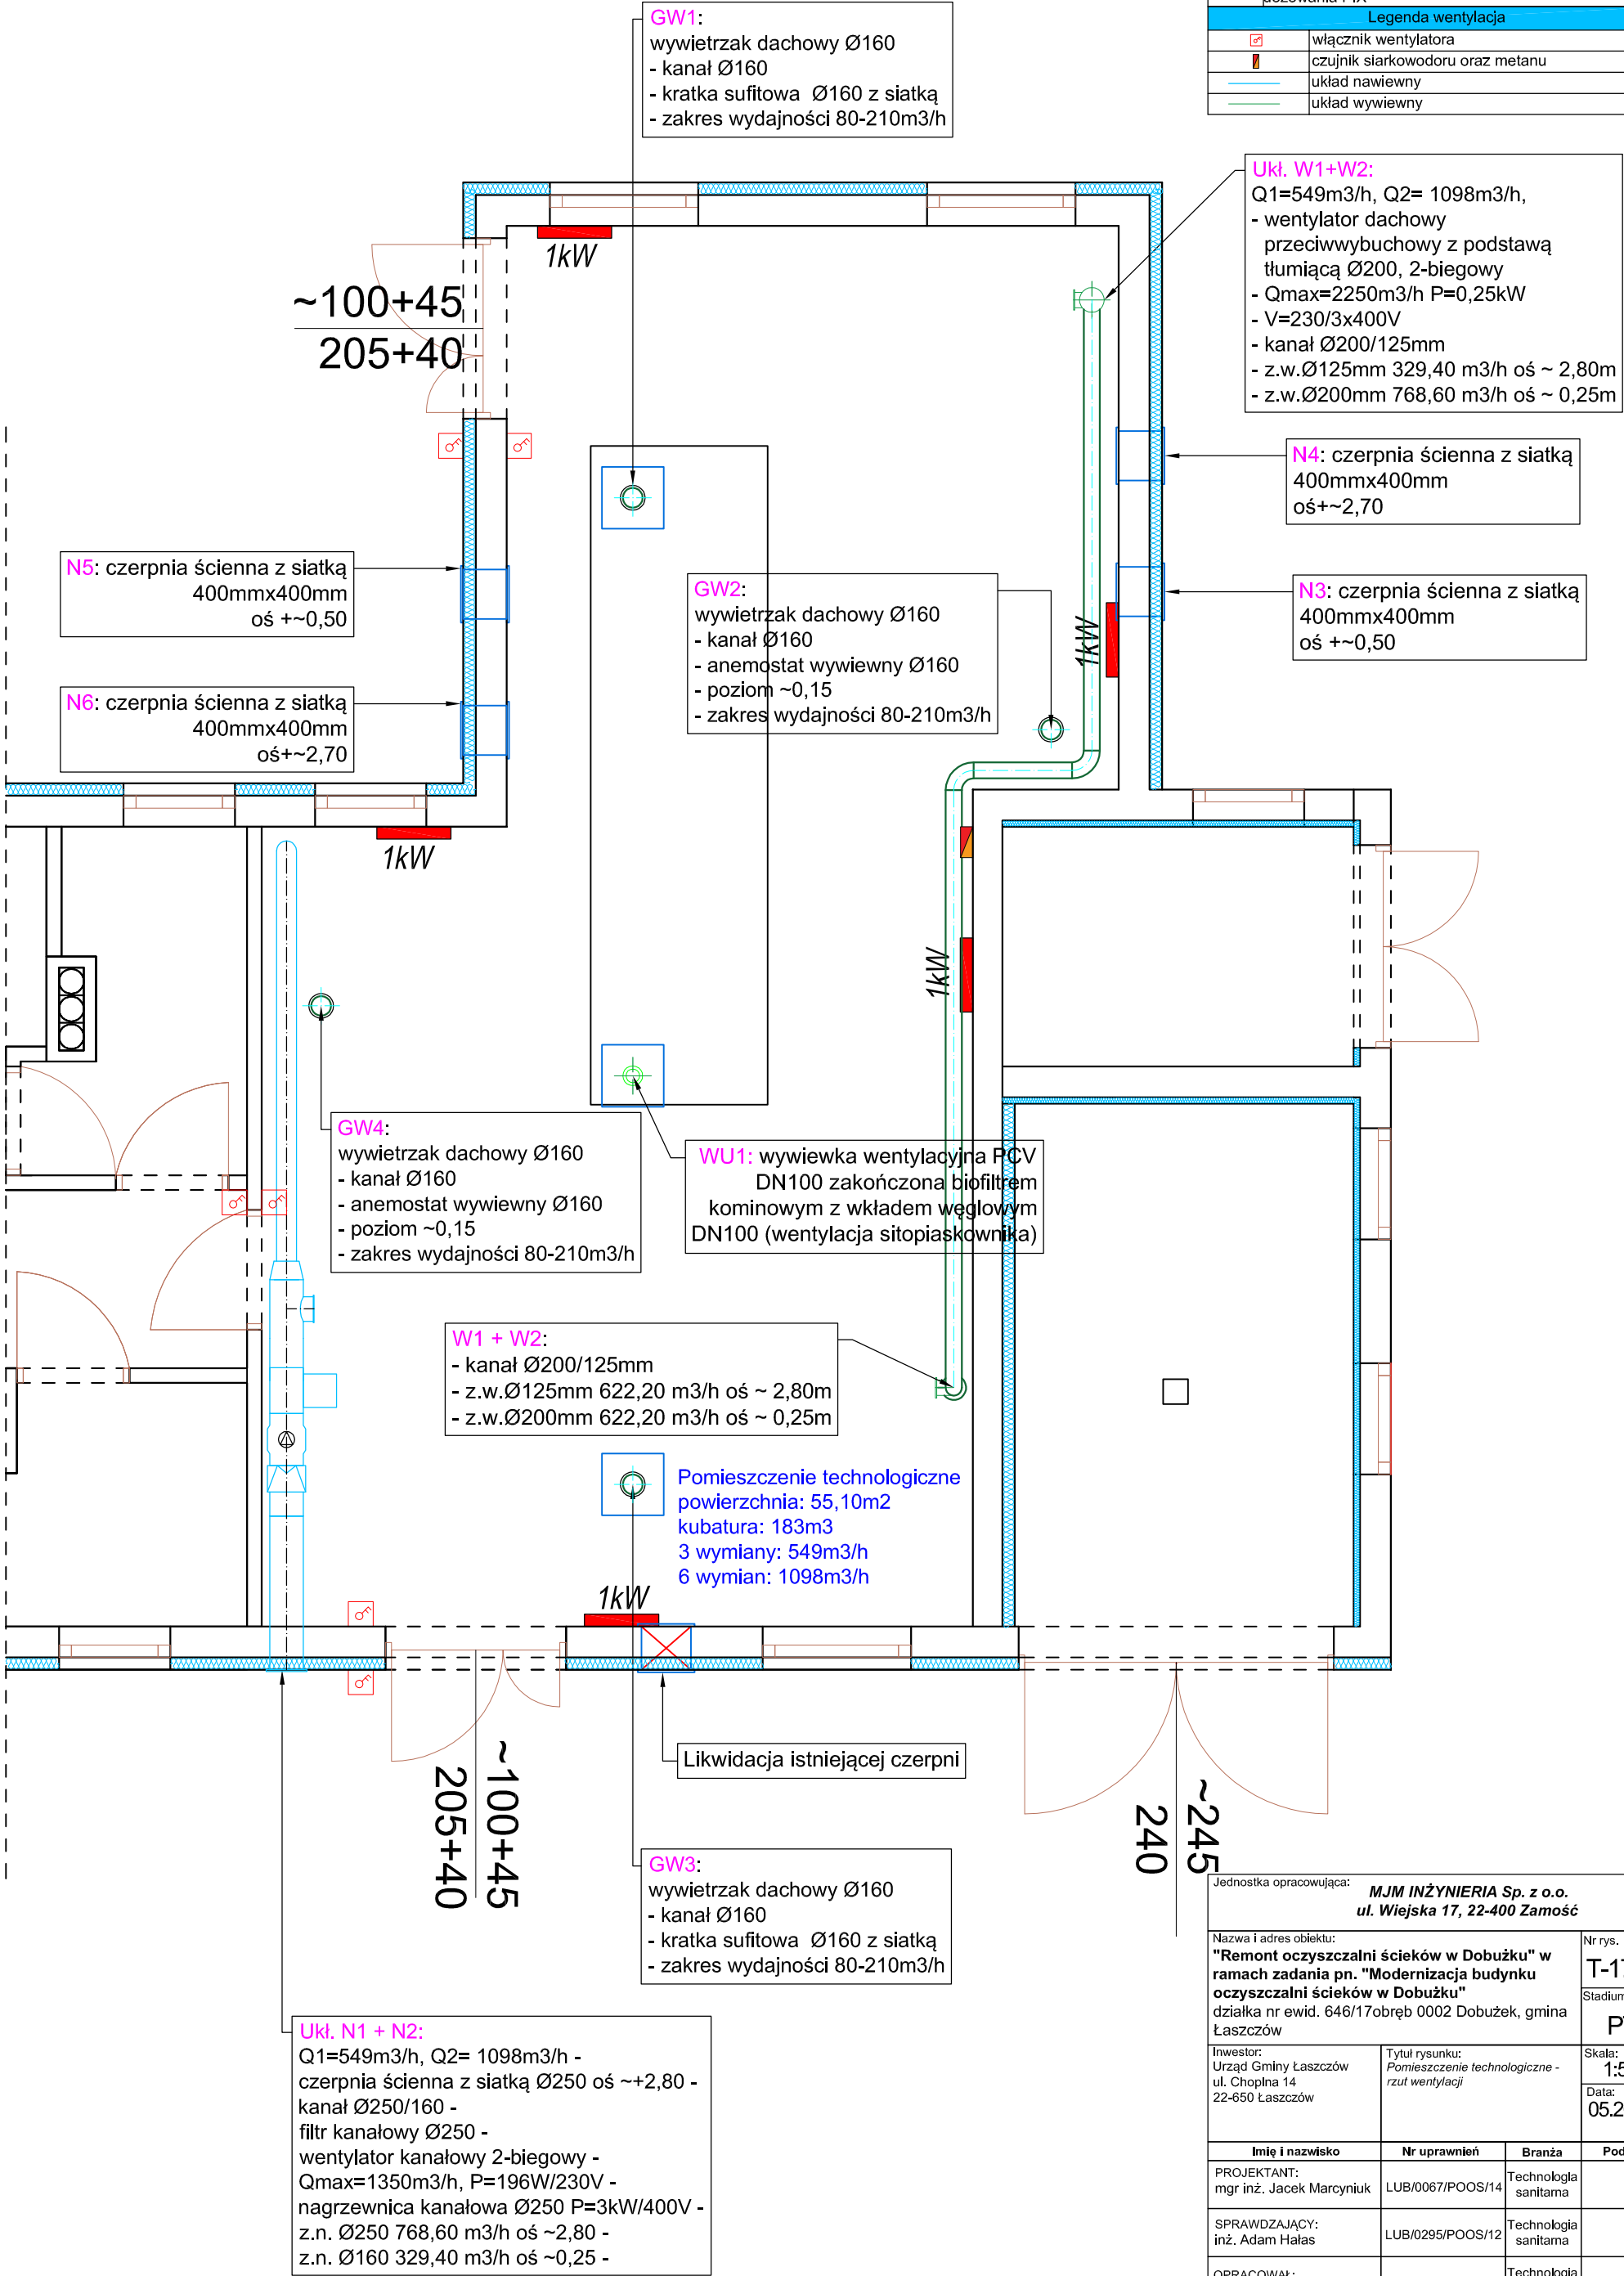 Legenda wentylacja
włącznik wentylatora
czujnik siarkowodoru oraz metanu
układ nawiewny
układ wywiewny
GW1:
wywietrzak dachowy Ø160
- kanał Ø160
- kratka sufitowa Ø160 z siatką
- zakres wydajności 80-210m3/h
Ukł. W1+W2:
Q1=549m3/h, Q2= 1098m3/h,
- wentylator dachowy
przeciwwybuchowy z podstawą
tłumiącą Ø200, 2-biegowy
- Qmax=2250m3/h P=0,25kW
- V=230/3x400V
- kanał Ø200/125mm
- z.w.Ø125mm 329,40 m3/h oś ~ 2,80m
- z.w.Ø200mm 768,60 m3/h oś ~ 0,25m
1kW
~100+45
205+40
N4: czerpnia ścienna z siatką
400mmx400mm
oś+~2,70
N5: czerpnia ścienna z siatką
400mmx400mm
oś +~0,50
GW2:
wywietrzak dachowy Ø160
- kanał Ø160
- anemostat wywiewny Ø160
- poziom ~0,15
- zakres wydajności 80-210m3/h
N3: czerpnia ścienna z siatką
400mmx400mm
oś +~0,50
1kW
N6: czerpnia ścienna z siatką
400mmx400mm
oś+~2,70
1kW
1kW
GW4:
wywietrzak dachowy Ø160
- kanał Ø160
- anemostat wywiewny Ø160
- poziom ~0,15
- zakres wydajności 80-210m3/h
WU1: wywiewka wentylacyjna PCV
DN100 zakończona biofiltrem
kominowym z wkładem węglowym
DN100 (wentylacja sitopiaskownika)
W1 + W2:
- kanał Ø200/125mm
- z.w.Ø125mm 622,20 m3/h oś ~ 2,80m
- z.w.Ø200mm 622,20 m3/h oś ~ 0,25m
Pomieszczenie technologiczne
powierzchnia: 55,10m2
kubatura: 183m3
3 wymiany: 549m3/h
6 wymian: 1098m3/h
1kW
Likwidacja istniejącej czerpni
~100+45
205+40
~245
240
GW3:
wywietrzak dachowy Ø160
- kanał Ø160
- kratka sufitowa Ø160 z siatką
- zakres wydajności 80-210m3/h
Ukł. N1 + N2:
Q1=549m3/h, Q2= 1098m3/h -
czerpnia ścienna z siatką Ø250 oś ~+2,80 -
kanał Ø250/160 -
filtr kanałowy Ø250 -
wentylator kanałowy 2-biegowy -
Qmax=1350m3/h, P=196W/230V -
nagrzewnica kanałowa Ø250 P=3kW/400V -
z.n. Ø250 768,60 m3/h oś ~2,80 -
z.n. Ø160 329,40 m3/h oś ~0,25 -
Jednostka opracowująca:
MJM INŻYNIERIA Sp. z o.o.
ul. Wiejska 17, 22-400 Zamość
Nazwa i adres obiektu:
"Remont oczyszczalni ścieków w Dobużku" w
ramach zadania pn. "Modernizacja budynku
oczyszczalni ścieków w Dobużku"
działka nr ewid. 646/17obręb 0002 Dobużek, gmina
Łaszczów
Nr rys.
T-17
Stadium
Inwestor:
Urząd Gminy Łaszczów
ul. Chopina 14
22-650 Łaszczów
Tytuł rysunku:
Pomieszczenie technologiczne -
rzut wentylacji
Skala:
1:5
Data:
05.2
Imię i nazwisko
Nr uprawnień
Branża
Pod
PROJEKTANT:
mgr inż. Jacek Marcyniuk
LUB/0067/POOS/14
Technologia
sanitarna
SPRAWDZAJĄCY:
inż. Adam Hałas
LUB/0295/POOS/12
Technologia
sanitarna
OPRACOWAŁ:
Technologia